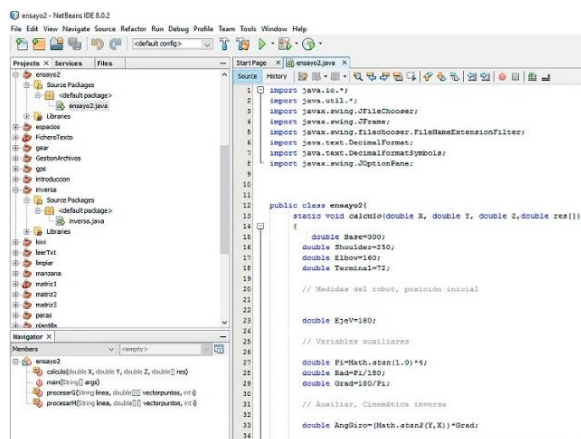 ensayo2 - NetBeans IDE 8.0.2
File Edit View Navigate Source Refactor Run Debug Profile Team Tools Window Help
<default config>
Projects Services Files
ensayo2
Source Packages
<default package>
ensayo2.java
Libraries
espacios
FicheroTexto
gear
GestionArchivos
gps
introduccion
inversa
Source Packages
<default package>
inversa.java
Libraries
kiwi
leerTxt
limpiar
manzana
matriz1
matriz2
matriz3
peras
plantilla
Navigator
Members <empty>
ensayo2
calculo(double X, double Y, double Z, double[] res)
main(String[] args)
procesarG(String linea, double[][] vectorpuntos, int i)
procesarM(String linea, double[][] vectorpuntos, int i)
Start Page ensayo2.java
Source History
1 import java.io.*;
2 import java.util.*;
3 import javax.swing.JFileChooser;
4 import javax.swing.JFrame;
5 import javax.swing.filechooser.FileNameExtensionFilter;
6 import java.text.DecimalFormat;
7 import java.text.DecimalFormatSymbols;
8 import javax.swing.JOptionPane;
9
10
11
12 public class ensayo2{
13 static void calculo(double X, double Y, double Z,double res[])
14 {
15 double Base=300;
16 double Shoulder=250;
17 double Elbow=160;
18 double Terminal=72;
19
20 // Medidas del robot, posición inicial
21
22
23 double EjeV=180;
24
25 // Variables auxiliares
26
27 double Pi=Math.atan(1.0)*4;
28 double Rad=Pi/180;
29 double Grad=180/Pi;
30
31 // Auxiliar, Cinemática inversa
32
33 double AngGiro=(Math.atan2(Y,X))*Grad;